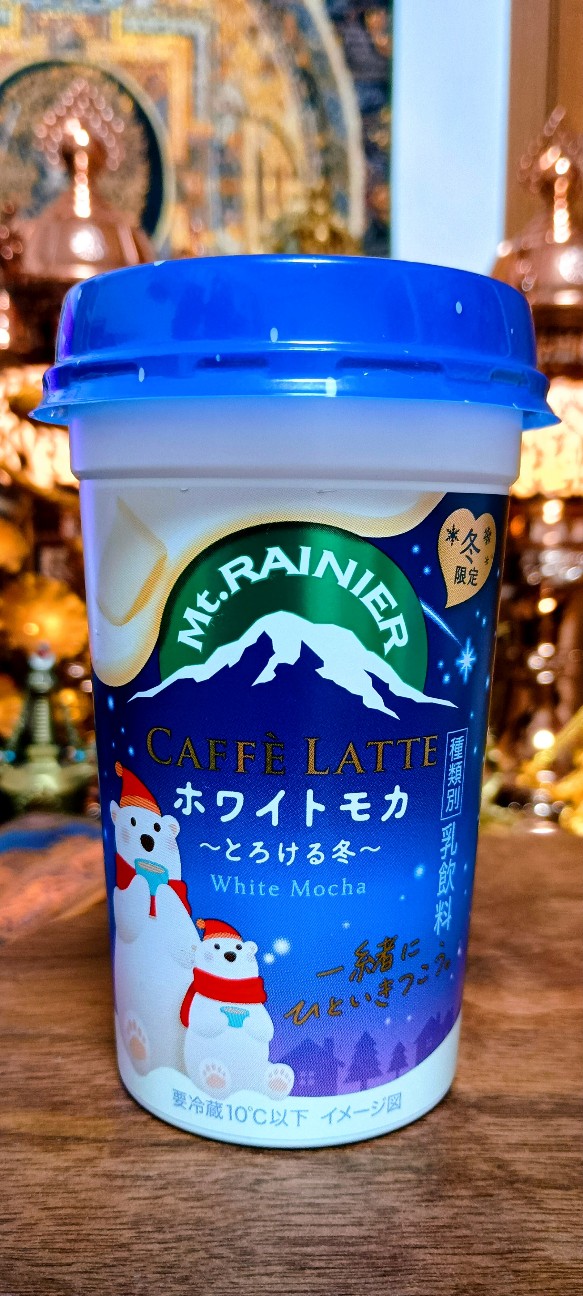 冬
限定
Mt. RAINIER
CAFFÈ LATTE
ホワイトモカ
～とろける冬～
White Mocha
種類別 乳飲料
一緒に
ひといきつこう。
要冷蔵10℃以下 イメージ図